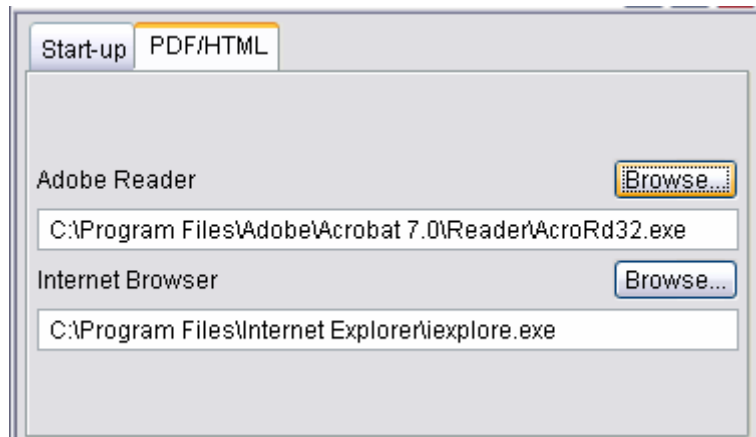 Start-up PDF/HTML
Adobe Reader Browse...
C:\Program Files\Adobe\Acrobat 7.0\Reader\AcroRd32.exe
Internet Browser Browse...
C:\Program Files\Internet Explorer\iexplore.exe